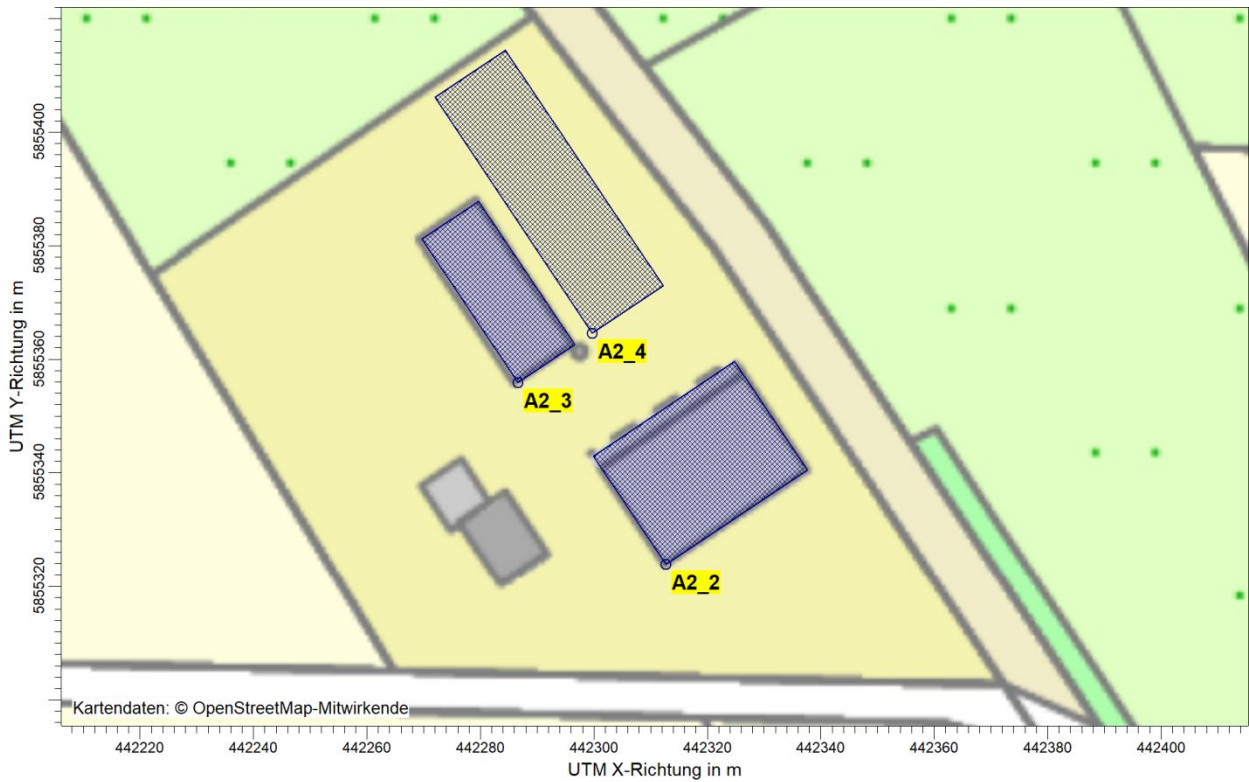 UTM Y-Richtung in m
5855400
5855380
5855360
5855340
5855320
A2_4
A2_3
A2_2
Kartendaten: © OpenStreetMap-Mitwirkende
442220
442240
442260
442280
442300
442320
442340
442360
442380
442400
UTM X-Richtung in m